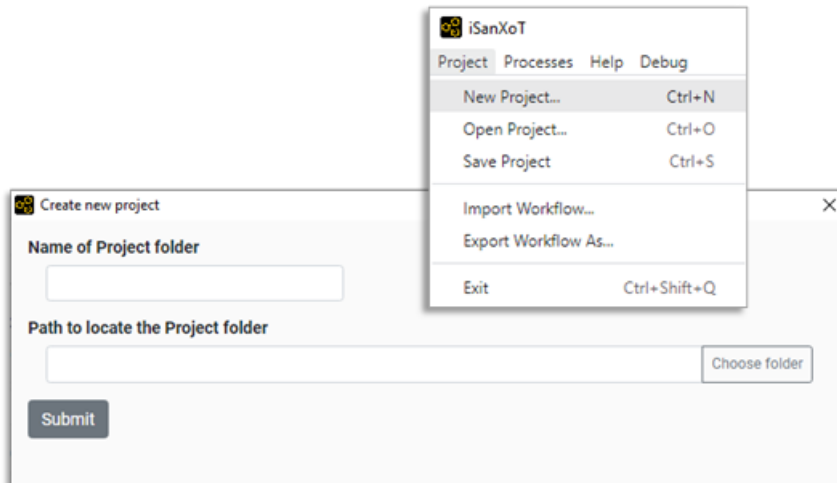 iSanXoT
Project Processes Help Debug
New Project... Ctrl+N
Open Project... Ctrl+O
Save Project Ctrl+S
Import Workflow...
Export Workflow As...
Exit Ctrl+Shift+Q
Create new project
Name of Project folder
Path to locate the Project folder
Choose folder
Submit